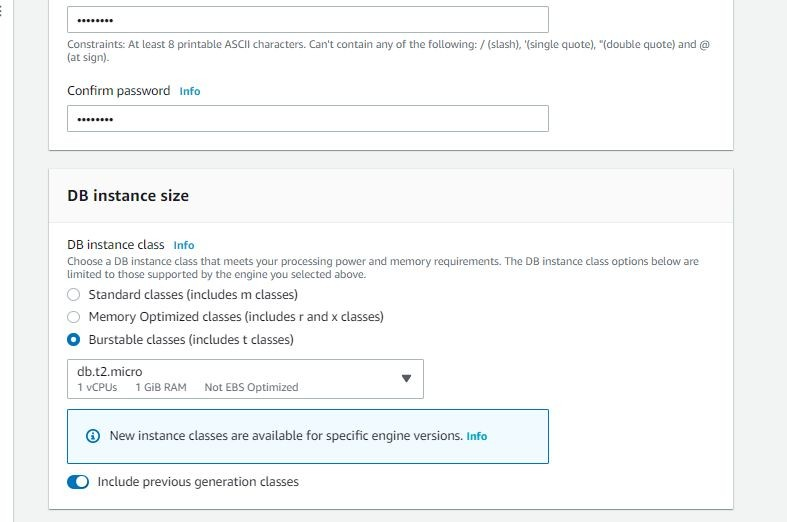 ••••••••
Constraints: At least 8 printable ASCII characters. Can't contain any of the following: / (slash), '(single quote), "(double quote) and @
(at sign).
Confirm password Info
••••••••
DB instance size
DB instance class Info
Choose a DB instance class that meets your processing power and memory requirements. The DB instance class options below are
limited to those supported by the engine you selected above.
Standard classes (includes m classes)
Memory Optimized classes (includes r and x classes)
Burstable classes (includes t classes)
db.t2.micro
1 vCPUs 1 GiB RAM Not EBS Optimized
New instance classes are available for specific engine versions. Info
Include previous generation classes